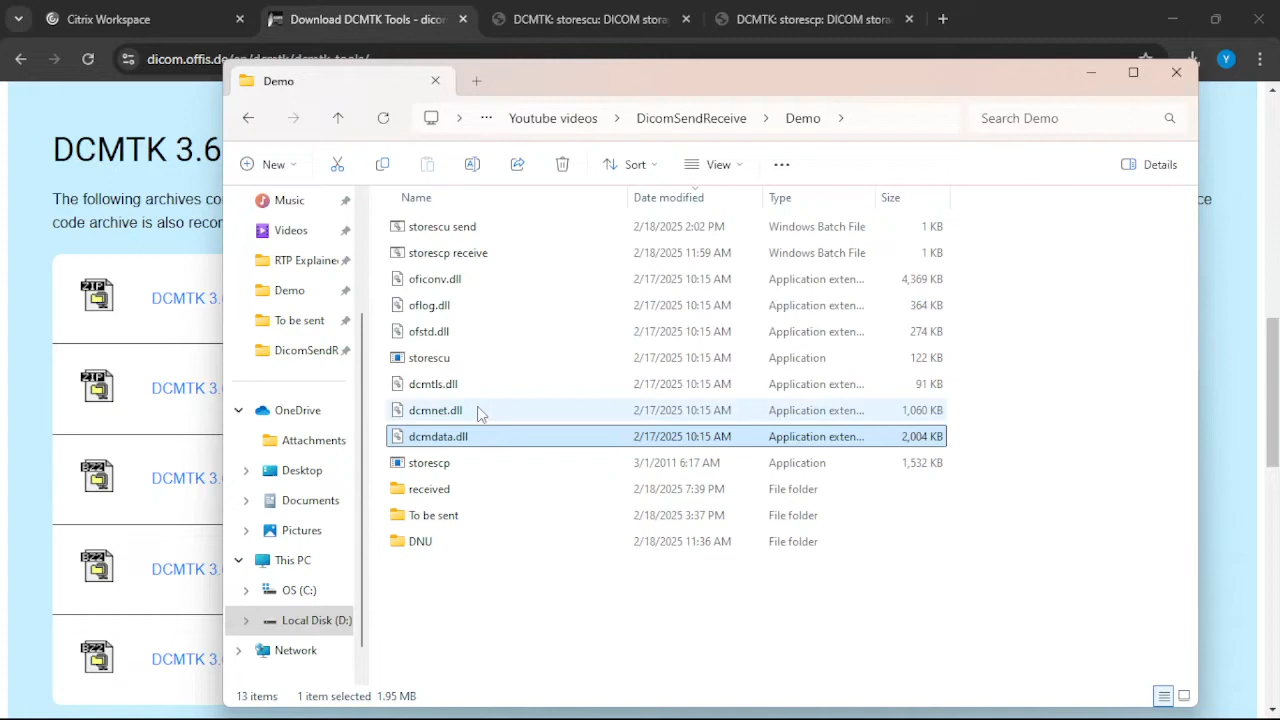 Citrix Workspace
Download DCMTK Tools - dico
DCMTK: storescu: DICOM stor
DCMTK: storescp: DICOM stor
dicom.offis.de/dcmtk/dcmtk-tools/
Y
Demo
Youtube videos
DicomSendReceive
Demo
Search Demo
New
Sort
View
Details
DCMTK 3.6
The following archives co
ce
code archive is also recor
DCMTK 3.
DCMTK 3.
DCMTK 3.
DCMTK 3.
DCMTK 3.
ZIP
ZIP
BZ2
BZ2
BZ2
Music
Videos
RTP Explaine
Demo
To be sent
DicomSendR
OneDrive
Attachments
Desktop
Documents
Pictures
This PC
OS (C:)
Local Disk (D:)
Network
Name Date modified Type Size
storescu send 2/18/2025 2:02 PM Windows Batch File 1 KB
storescp receive 2/18/2025 11:59 AM Windows Batch File 1 KB
oficonv.dll 2/17/2025 10:15 AM Application exten... 4,369 KB
oflog.dll 2/17/2025 10:15 AM Application exten... 364 KB
ofstd.dll 2/17/2025 10:15 AM Application exten... 274 KB
storescu 2/17/2025 10:15 AM Application 122 KB
dcmtls.dll 2/17/2025 10:15 AM Application exten... 91 KB
dcmnet.dll 2/17/2025 10:15 AM Application exten... 1,060 KB
dcmdata.dll 2/17/2025 10:15 AM Application exten... 2,004 KB
storescp 3/1/2011 6:17 AM Application 1,532 KB
received 2/18/2025 7:39 PM File folder
To be sent 2/18/2025 3:37 PM File folder
DNU 2/18/2025 11:36 AM File folder
13 items 1 item selected 1.95 MB